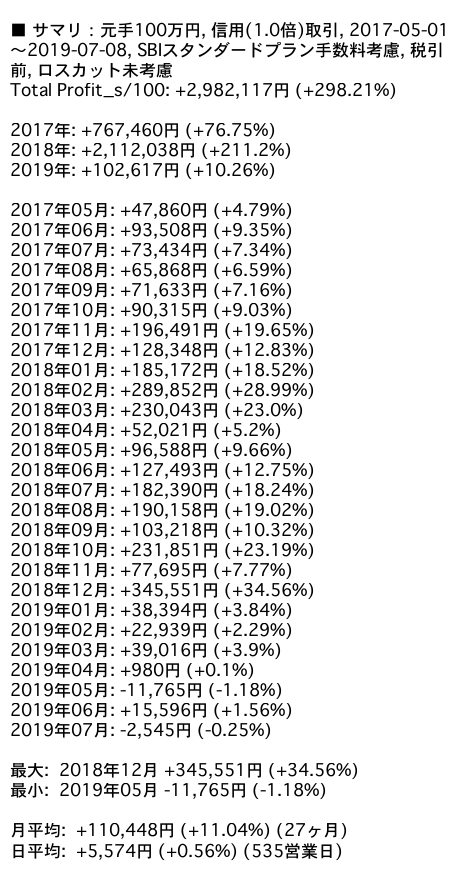 ■ サマリ : 元手100万円, 信用(1.0倍)取引, 2017-05-01
～2019-07-08, SBIスタンダードプラン手数料考慮, 税引
前, ロスカット未考慮
Total Profit_s/100: +2,982,117円 (+298.21%)
2017年: +767,460円 (+76.75%)
2018年: +2,112,038円 (+211.2%)
2019年: +102,617円 (+10.26%)
2017年05月: +47,860円 (+4.79%)
2017年06月: +93,508円 (+9.35%)
2017年07月: +73,434円 (+7.34%)
2017年08月: +65,868円 (+6.59%)
2017年09月: +71,633円 (+7.16%)
2017年10月: +90,315円 (+9.03%)
2017年11月: +196,491円 (+19.65%)
2017年12月: +128,348円 (+12.83%)
2018年01月: +185,172円 (+18.52%)
2018年02月: +289,852円 (+28.99%)
2018年03月: +230,043円 (+23.0%)
2018年04月: +52,021円 (+5.2%)
2018年05月: +96,588円 (+9.66%)
2018年06月: +127,493円 (+12.75%)
2018年07月: +182,390円 (+18.24%)
2018年08月: +190,158円 (+19.02%)
2018年09月: +103,218円 (+10.32%)
2018年10月: +231,851円 (+23.19%)
2018年11月: +77,695円 (+7.77%)
2018年12月: +345,551円 (+34.56%)
2019年01月: +38,394円 (+3.84%)
2019年02月: +22,939円 (+2.29%)
2019年03月: +39,016円 (+3.9%)
2019年04月: +980円 (+0.1%)
2019年05月: -11,765円 (-1.18%)
2019年06月: +15,596円 (+1.56%)
2019年07月: -2,545円 (-0.25%)
最大: 2018年12月 +345,551円 (+34.56%)
最小: 2019年05月 -11,765円 (-1.18%)
月平均: +110,448円 (+11.04%) (27ヶ月)
日平均: +5,574円 (+0.56%) (535営業日)